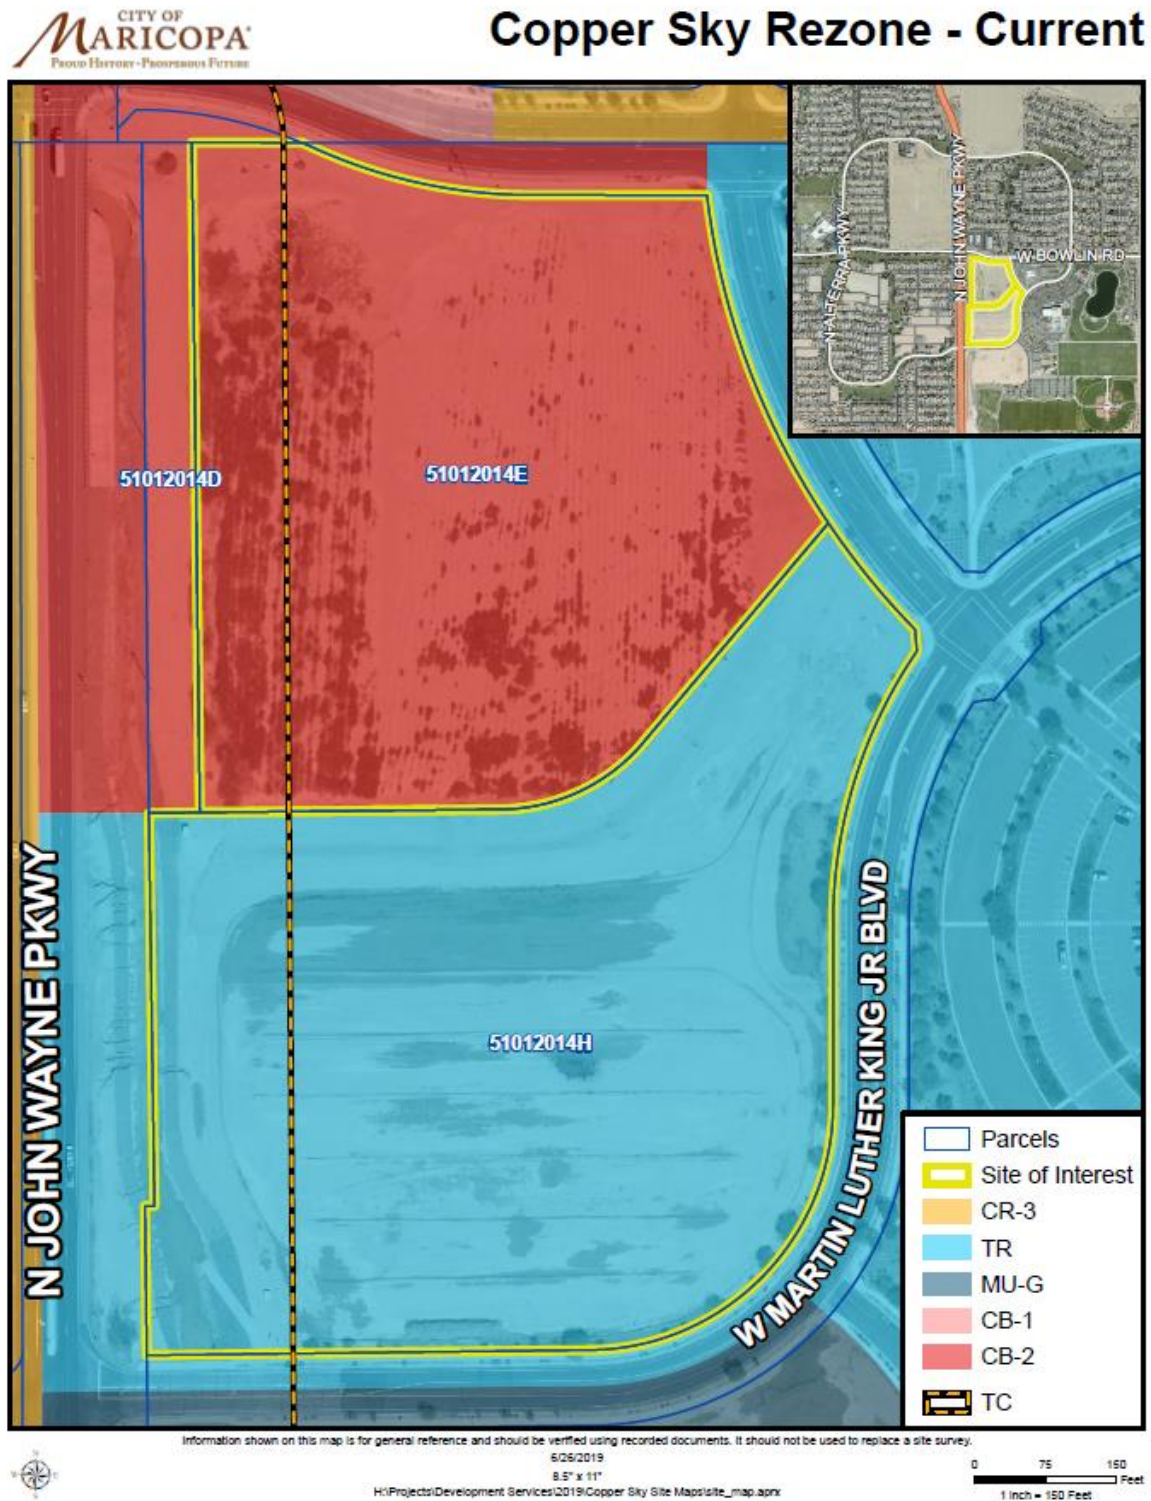 CITY OF
MARICOPA
PROUD HISTORY - PROSPEROUS FUTURE
Copper Sky Rezone - Current
N JOHN WAYNE PKWY
W BOWLIN RD
N ALTERRA PKWY
N JOHN WAYNE PKWY
51012014D
51012014E
51012014H
N JOHN WAYNE PKWY
W MARTIN LUTHER KING JR BLVD
Parcels
Site of Interest
CR-3
TR
MU-G
CB-1
CB-2
TC
Information shown on this map is for general reference and should be verified using recorded documents. It should not be used to replace a site survey.
6/26/2019
8.5" x 11"
H:\Projects\Development Services\2019\Copper Sky Site Maps\site_map.aprx
0 75 150
Feet
1 inch = 150 Feet